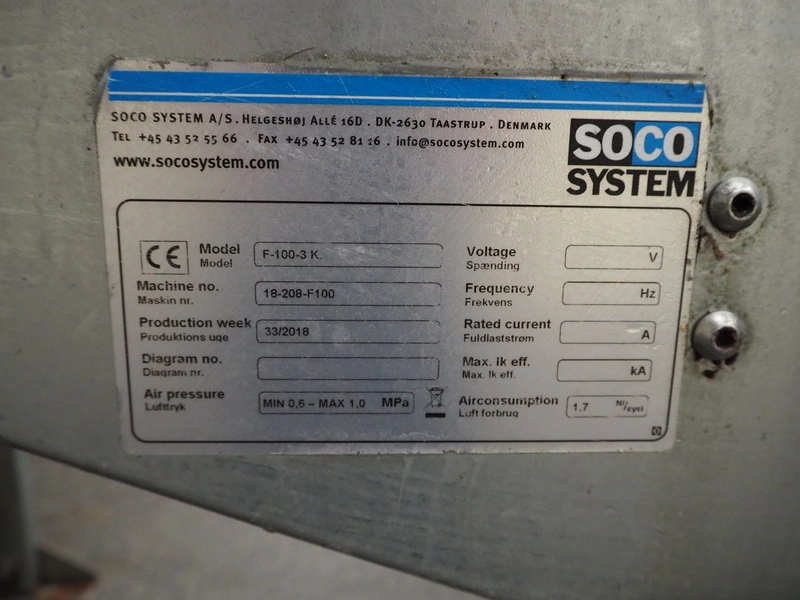 SOCO SYSTEM A/S . HELGESHØJ ALLÉ 16D . DK-2630 TAASTRUP . DENMARK
TEL +45 43 52 55 66 . FAX +45 43 52 81 16 . info@socosystem.com
www.socosystem.com
SOCO
SYSTEM
CE
Model F-100-3 K.
Model
Machine no. 18-208-F100
Maskin nr.
Production week 33/2018
Produktions uge
Diagram no.
Diagram nr.
Air pressure MIN 0,6 – MAX 1,0 MPa
Lufttryk
Voltage V
Spænding
Frequency Hz
Frekvens
Rated current A
Fuldlaststrøm
Max. Ik eff. kA
Max. Ik eff.
Airconsumption 1.7 Nl/cycl
Luft forbrug